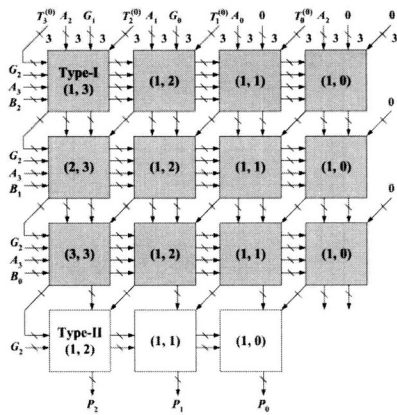 T₃⁽⁰⁾ A₂ G₁ T₂⁽⁰⁾ A₁ G₀ T₁⁽⁰⁾ A₀ 0 T₀⁽⁰⁾ A₂ 0 0
3 3 3 3 3 3 3 3 3 3 3 3 3
G₂ Type-I
A₃ (1, 3) (1, 2) (1, 1) (1, 0)
B₂
0
G₂
A₃ (2, 3) (1, 2) (1, 1) (1, 0)
B₁
0
G₂
A₃ (3, 3) (1, 2) (1, 1) (1, 0)
B₀
Type-II
G₂ (1, 2) (1, 1) (1, 0)
P₂ P₁ P₀